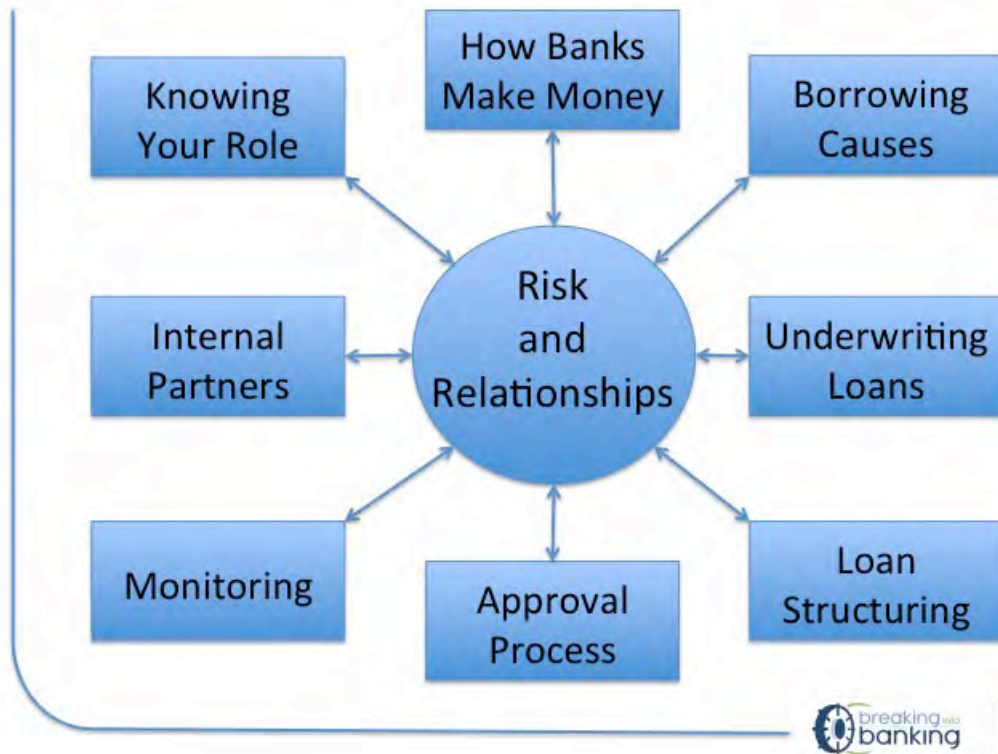 How Banks
Make Money
Knowing
Your Role
Borrowing
Causes
Risk
and
Relationships
Internal
Partners
Underwriting
Loans
Monitoring
Approval
Process
Loan
Structuring
breaking into
banking